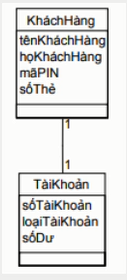 KháchHàng
tênKháchHàng
họKháchHàng
mãPIN
sốThẻ
1
1
TàiKhoản
sốTàiKhoản
loạiTàiKhoản
sốDư